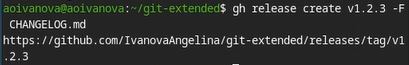 aoivanova@aoivanova:~/git-extended$ gh release create v1.2.3 -F
 CHANGELOG.md
https://github.com/IvanovaAngelina/git-extended/releases/tag/v1
.2.3